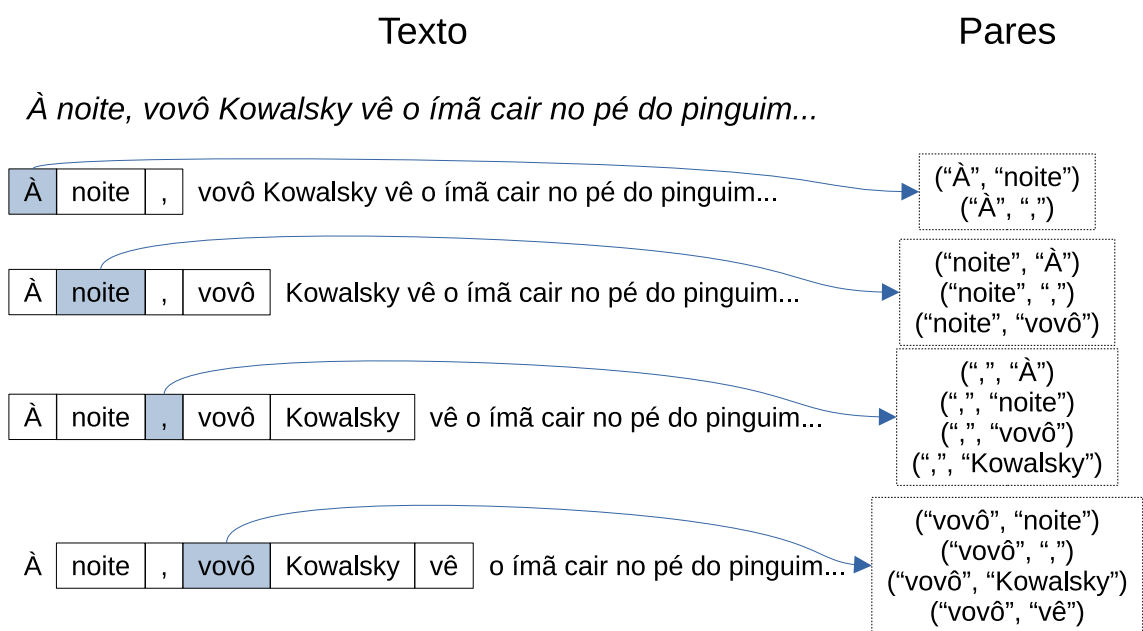 Texto
Pares
À noite, vovô Kowalsky vê o ímã cair no pé do pinguim...
À noite , vovô Kowalsky vê o ímã cair no pé do pinguim...
(“À”, “noite”)
(“À”, “,”)
À noite , vovô Kowalsky vê o ímã cair no pé do pinguim...
(“noite”, “À”)
(“noite”, “,”)
(“noite”, “vovô”)
À noite , vovô Kowalsky vê o ímã cair no pé do pinguim...
(“,”, “À”)
(“,”, “noite”)
(“,”, “vovô”)
(“,”, “Kowalsky”)
À noite , vovô Kowalsky vê o ímã cair no pé do pinguim...
(“vovô”, “noite”)
(“vovô”, “,”)
(“vovô”, “Kowalsky”)
(“vovô”, “vê”)